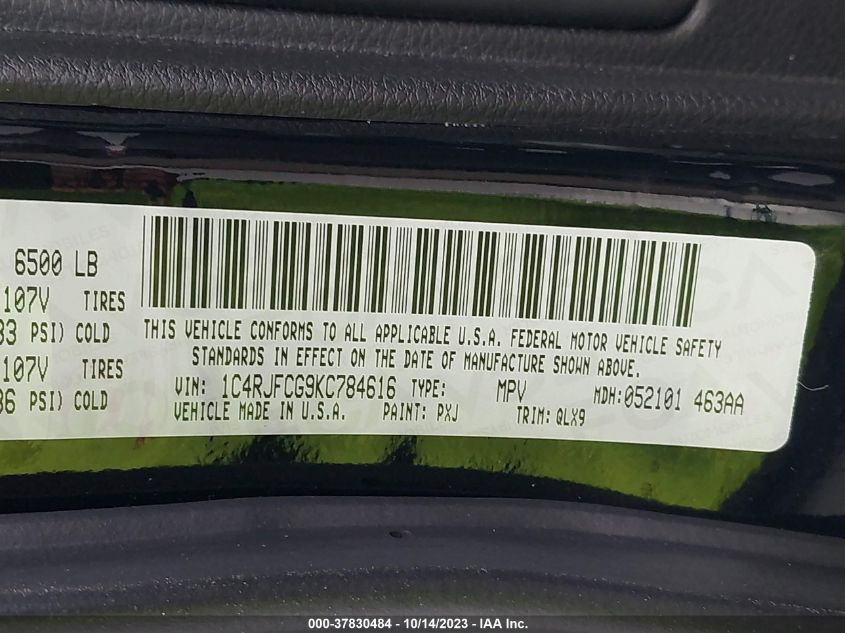 6500 LB
107V TIRES
33 PSI) COLD
107V TIRES
36 PSI) COLD
THIS VEHICLE CONFORMS TO ALL APPLICABLE U.S.A. FEDERAL MOTOR VEHICLE SAFETY
STANDARDS IN EFFECT ON THE DATE OF MANUFACTURE SHOWN ABOVE.
VIN: 1C4RJFCG9KC784616 TYPE: MPV MDH:052101 463AA
VEHICLE MADE IN U.S.A. PAINT: PXJ TRIM: QLX9
000-37830484 - 10/14/2023 - IAA Inc.